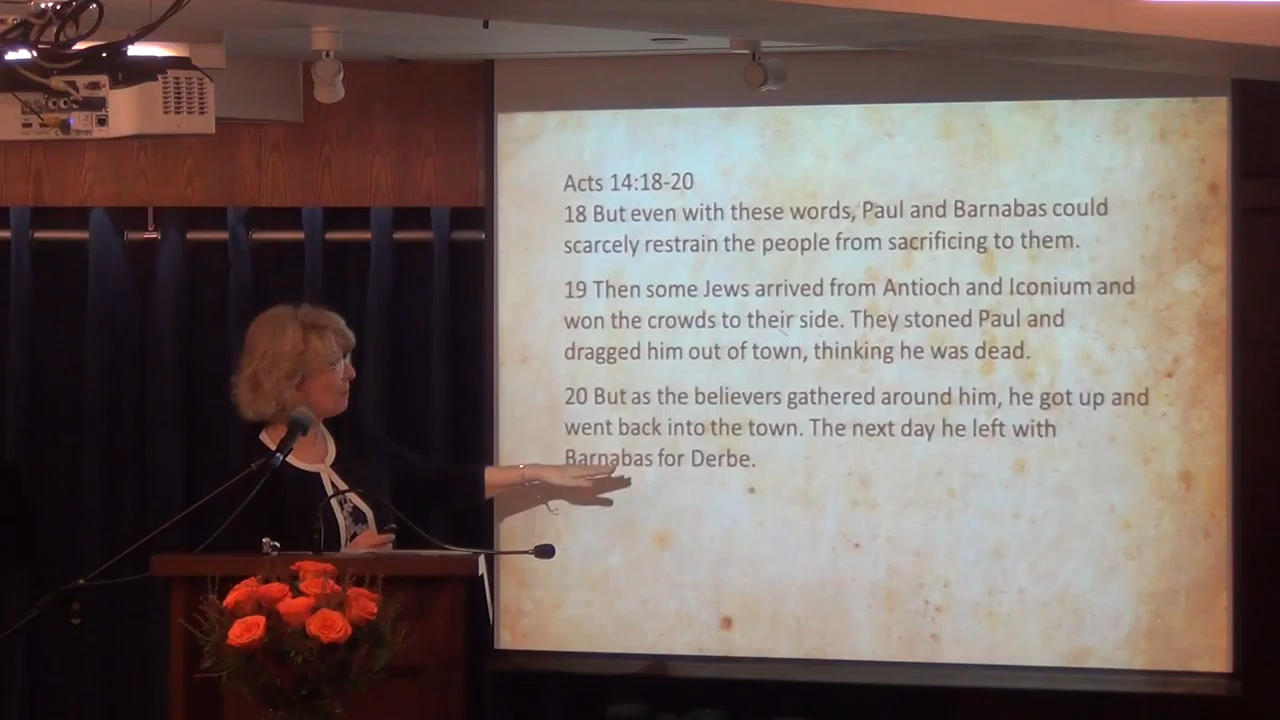 Acts 14:18-20
18 But even with these words, Paul and Barnabas could
scarcely restrain the people from sacrificing to them.
19 Then some Jews arrived from Antioch and Iconium and
won the crowds to their side. They stoned Paul and
dragged him out of town, thinking he was dead.
20 But as the believers gathered around him, he got up and
went back into the town. The next day he left with
Barnabas for Derbe.